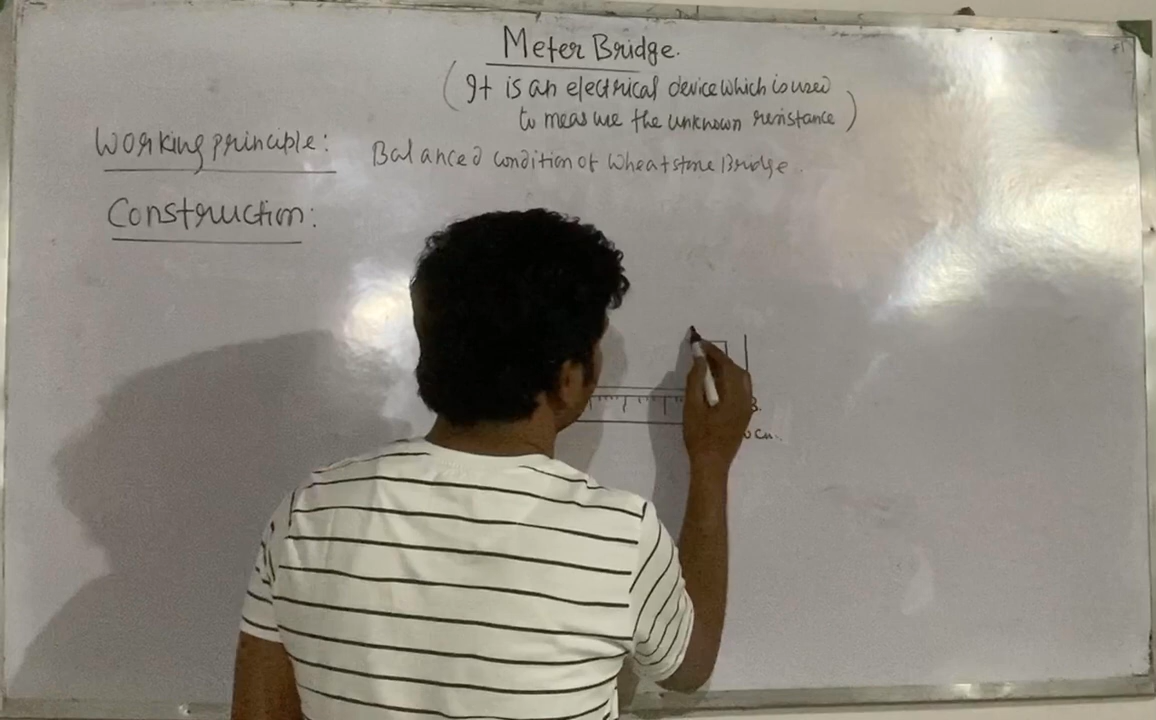 Meter Bridge.
(It is an electrical device which is used
to measure the unknown resistance)
Working principle: Balanced condition of Wheatstone Bridge.
Construction:
B.
cm.